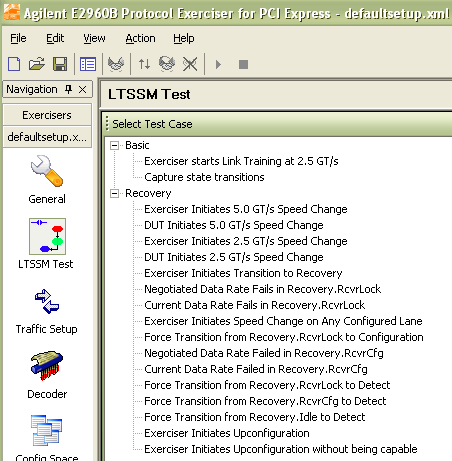 Agilent E2960B Protocol Exerciser for PCI Express - defaultsetup.xml
File Edit View Action Help
Navigation
Exercisers
defaultsetup.x...
General
LTSSM Test
Traffic Setup
Decoder
Config Space
LTSSM Test
Select Test Case
Basic
Exerciser starts Link Training at 2.5 GT/s
Capture state transitions
Recovery
Exerciser Initiates 5.0 GT/s Speed Change
DUT Initiates 5.0 GT/s Speed Change
Exerciser Initiates 2.5 GT/s Speed Change
DUT Initiates 2.5 GT/s Speed Change
Exerciser Initiates Transition to Recovery
Negotiated Data Rate Fails in Recovery.RcvrLock
Current Data Rate Fails in Recovery.RcvrLock
Exerciser Initiates Speed Change on Any Configured Lane
Force Transition from Recovery.RcvrLock to Configuration
Negotiated Data Rate Failed in Recovery.RcvrCfg
Current Data Rate Failed in Recovery.RcvrCfg
Force Transition from Recovery.RcvrLock to Detect
Force Transition from Recovery.RcvrCfg to Detect
Force Transition from Recovery.Idle to Detect
Exerciser Initiates Upconfiguration
Exerciser Initiates Upconfiguration without being capable